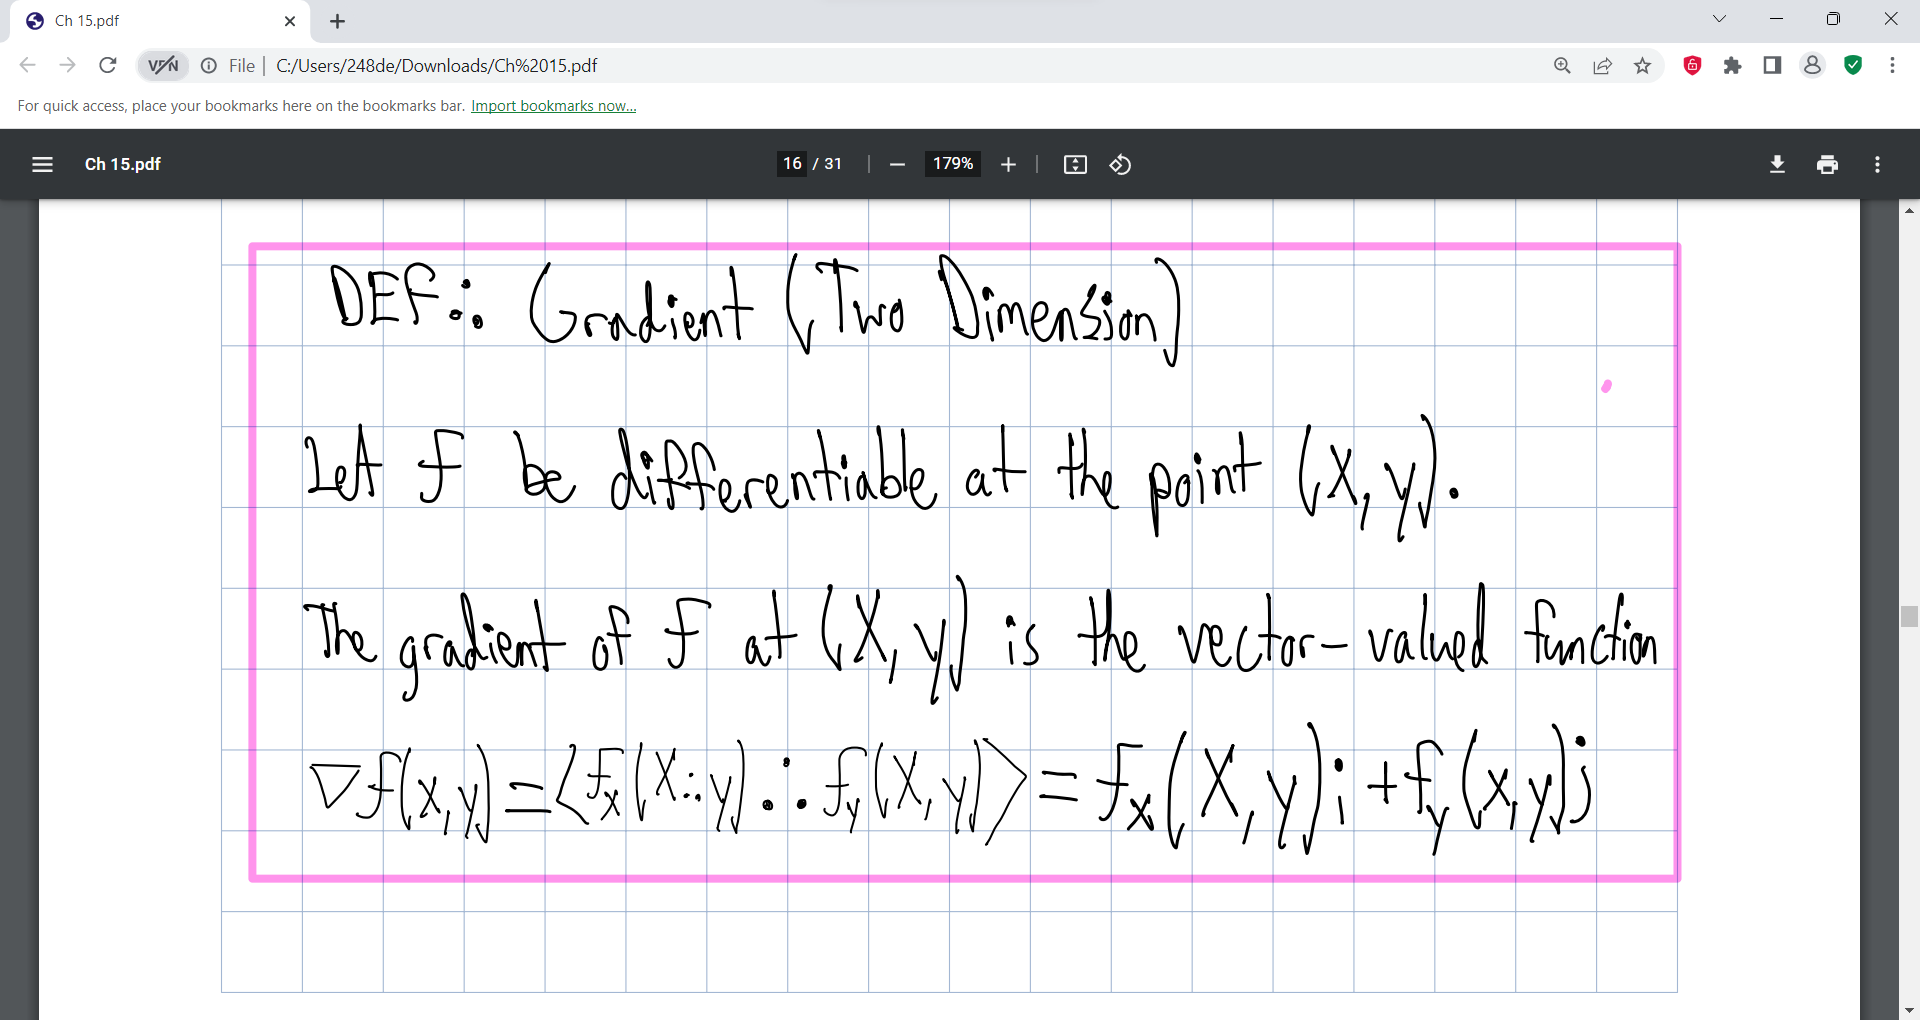 Ch 15.pdf
VPN File C:/Users/248de/Downloads/Ch%2015.pdf
For quick access, place your bookmarks here on the bookmarks bar. Import bookmarks now...
Ch 15.pdf 16 / 31 179%
DEF∴ Gradient (Two Dimension)
Let f be differentiable at the point (x, y).
The gradient of f at (x, y) is the vector-valued function
∇f(x,y) = ⟨fx(x∴y) ∴ fy(x,y)⟩ = fx(x,y)i + fy(x,y)j